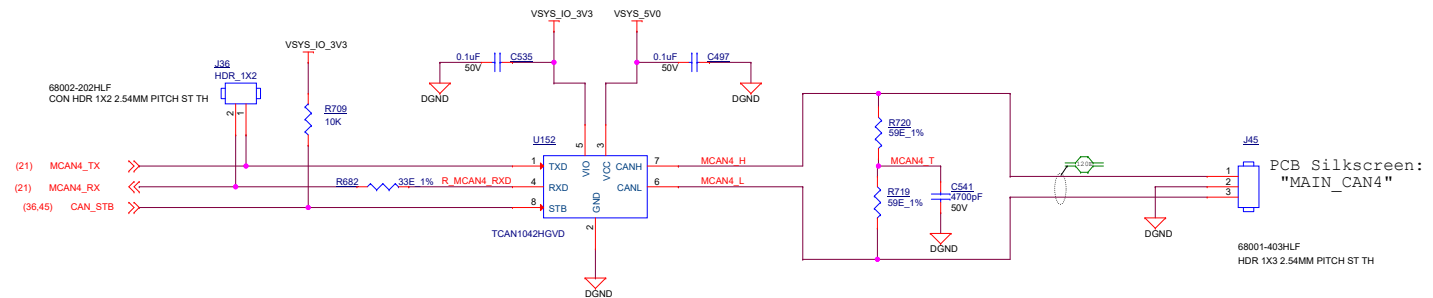 VSYS_IO_3V3
VSYS_5V0
VSYS_IO_3V3
0.1uF
C535
50V
0.1uF
C497
50V
DGND
DGND
J36
HDR_1X2
68002-202HLF
CON HDR 1X2 2.54MM PITCH ST TH
2
1
R709
10K
U152
5
3
R720
59E_1%
J45
(21) MCAN4_TX
1
TXD
VIO
VCC
CANH
7
MCAN4_H
MCAN4_T
120E
PCB Silkscreen:
"MAIN_CAN4"
1
2
3
(21) MCAN4_RX
R682
33E_1%
R_MCAN4_RXD
4
RXD
CANL
6
MCAN4_L
R719
59E_1%
C541
4700pF
50V
(36,45) CAN_STB
8
STB
GND
2
TCAN1042HGVD
DGND
DGND
DGND
68001-403HLF
HDR 1X3 2.54MM PITCH ST TH